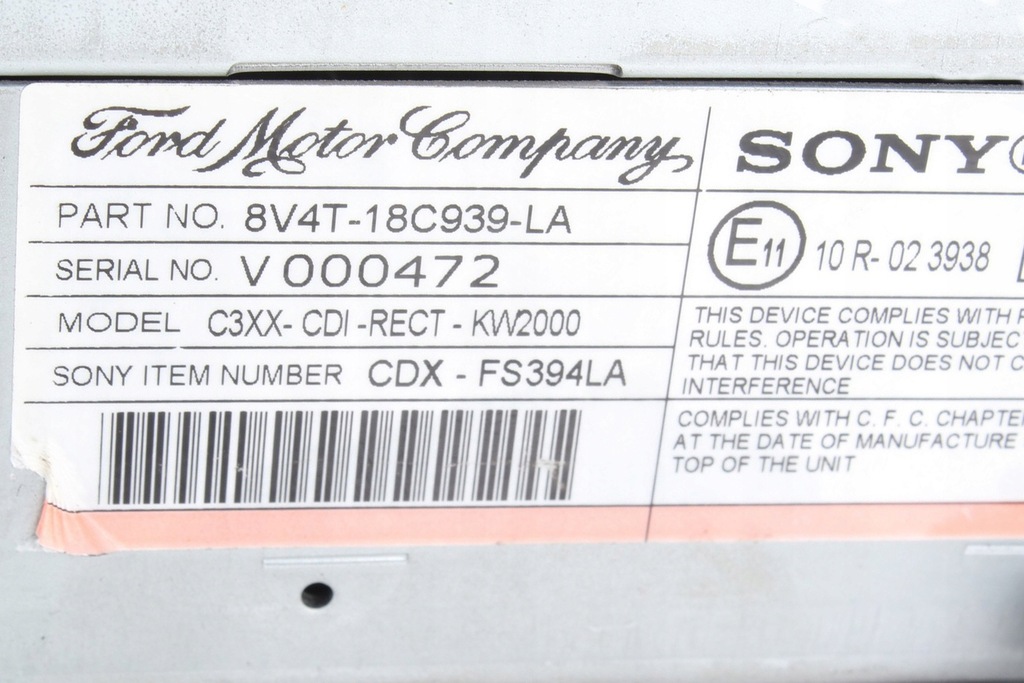 Ford Motor Company
PART NO. 8V4T-18C939-LA
SERIAL NO. V000472
MODEL C3XX-CDI-RECT-KW2000
SONY ITEM NUMBER CDX-FS394LA
SONY®
E11 10 R-02 3938
THIS DEVICE COMPLIES WITH
RULES. OPERATION IS SUBJEC
THAT THIS DEVICE DOES NOT C
INTERFERENCE
COMPLIES WITH C. F. C. CHAPTE
AT THE DATE OF MANUFACTURE
TOP OF THE UNIT